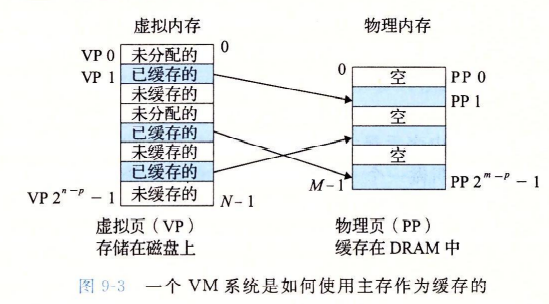 虚拟内存
物理内存
VP 0 未分配的 0
VP 1 已缓存的
未缓存的
未分配的
已缓存的
未缓存的
已缓存的
VP 2^{n-p} - 1 未缓存的 N-1
0 空 PP 0
PP 1
空
空
M-1 PP 2^{m-p} - 1
虚拟页（VP）
存储在磁盘上
物理页（PP）
缓存在 DRAM 中
图 9-3 一个 VM 系统是如何使用主存作为缓存的